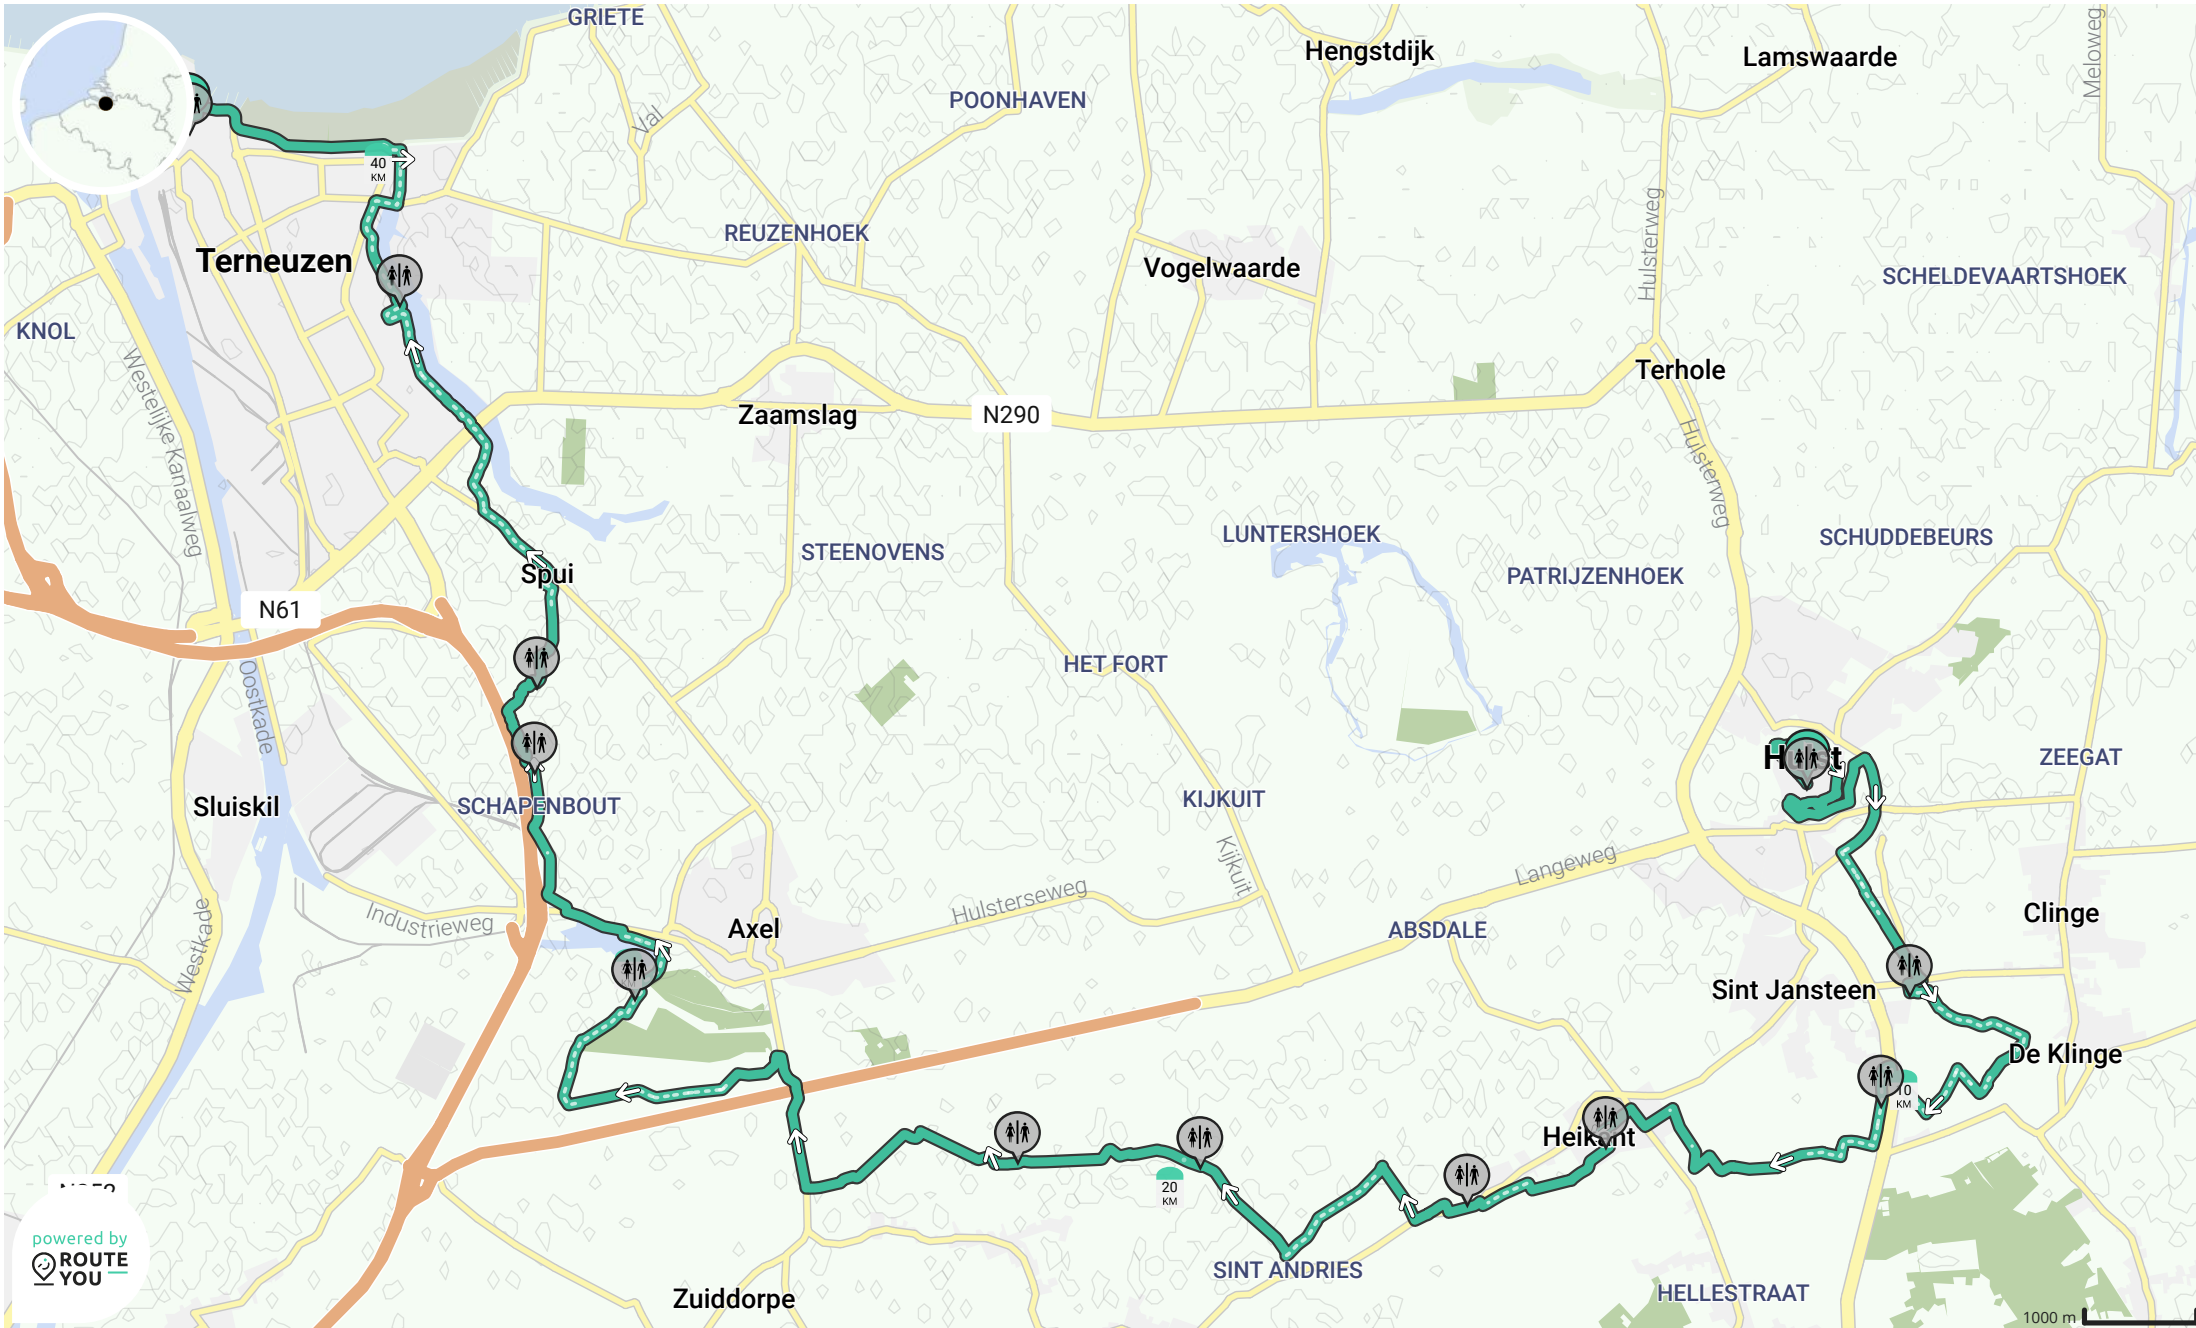 GRIETE
Hengstdijk
Lamswaarde
Meloweg
POONHAVEN
Val
40
KM
Hulsterweg
REUZENHOEK
Terneuzen
Vogelwaarde
SCHELDEVAARTSHOEK
KNOL
Westelijke Kanaalweg
Terhole
Zaamslag
N290
Hulsterweg
LUNTERSHOEK
SCHUDDEBEURS
STEENOVENS
PATRIJZENHOEK
Spui
N61
HET FORT
Oostkade
Hulst
ZEEGAT
Sluiskil
SCHAPENBOUT
KIJKUIT
Kijkuit
Langeweg
Hulsterseweg
Industrieweg
Axel
Clinge
ABSDALE
Westkade
Sint Jansteen
De Klinge
10
KM
Heikant
20
KM
SINT ANDRIES
HELLESTRAAT
Zuiddorpe
powered by
ROUTE
YOU
1000 m